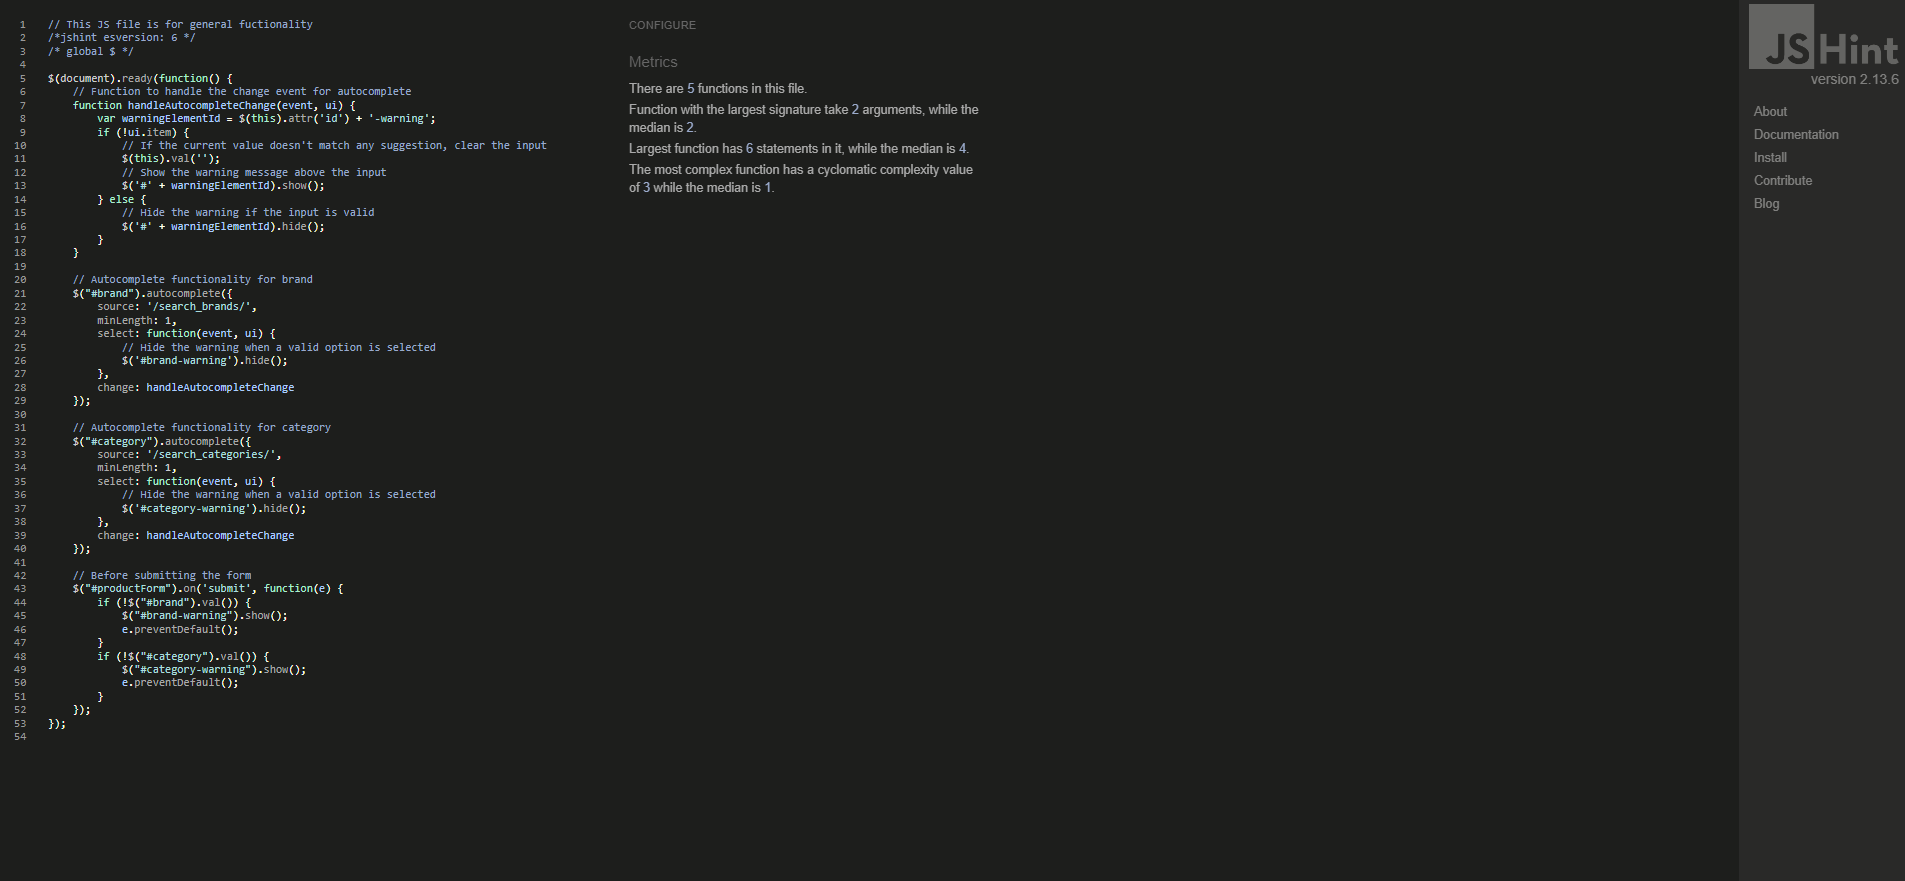 1 // This JS file is for general fuctionality
2 /*jshint esversion: 6 */
3 /* global $ */
4
5 $(document).ready(function() {
6     // Function to handle the change event for autocomplete
7     function handleAutocompleteChange(event, ui) {
8         var warningElementId = $(this).attr('id') + '-warning';
9         if (!ui.item) {
10             // If the current value doesn't match any suggestion, clear the input
11             $(this).val('');
12             // Show the warning message above the input
13             $('#' + warningElementId).show();
14         } else {
15             // Hide the warning if the input is valid
16             $('#' + warningElementId).hide();
17         }
18     }
19
20     // Autocomplete functionality for brand
21     $("#brand").autocomplete({
22         source: '/search_brands/',
23         minLength: 1,
24         select: function(event, ui) {
25             // Hide the warning when a valid option is selected
26             $('#brand-warning').hide();
27         },
28         change: handleAutocompleteChange
29     });
30
31     // Autocomplete functionality for category
32     $("#category").autocomplete({
33         source: '/search_categories/',
34         minLength: 1,
35         select: function(event, ui) {
36             // Hide the warning when a valid option is selected
37             $('#category-warning').hide();
38         },
39         change: handleAutocompleteChange
40     });
41
42     // Before submitting the form
43     $("#productForm").on('submit', function(e) {
44         if (!$("#brand").val()) {
45             $("#brand-warning").show();
46             e.preventDefault();
47         }
48         if (!$("#category").val()) {
49             $("#category-warning").show();
50             e.preventDefault();
51         }
52     });
53 });
54
CONFIGURE
Metrics
There are 5 functions in this file.
Function with the largest signature take 2 arguments, while the
median is 2.
Largest function has 6 statements in it, while the median is 4.
The most complex function has a cyclomatic complexity value
of 3 while the median is 1.
JSHint
version 2.13.6
About
Documentation
Install
Contribute
Blog